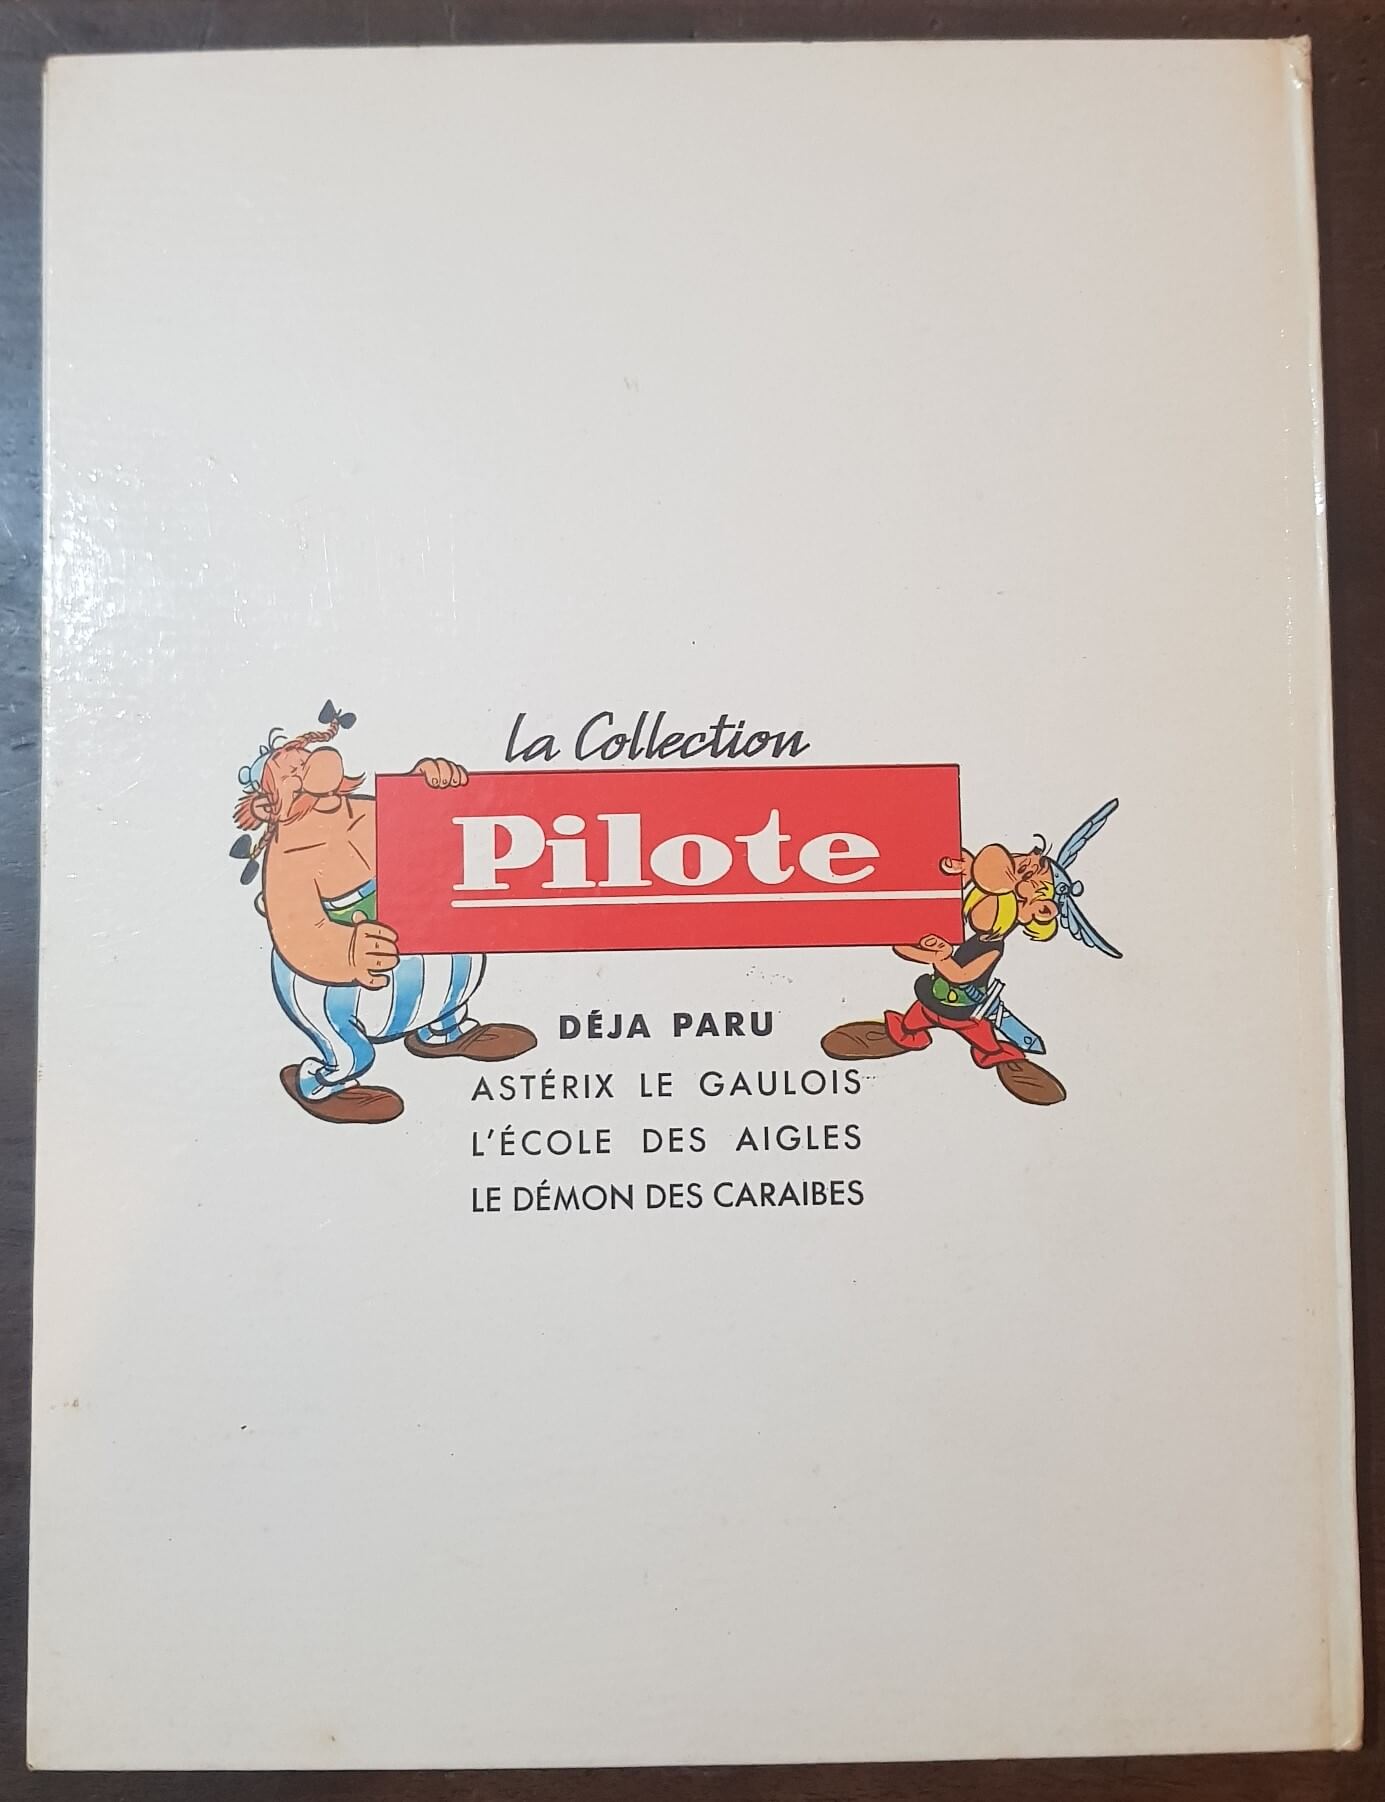 La Collection
Pilote
DÉJA PARU
ASTÉRIX LE GAULOIS
L'ÉCOLE DES AIGLES
LE DÉMON DES CARAIBES